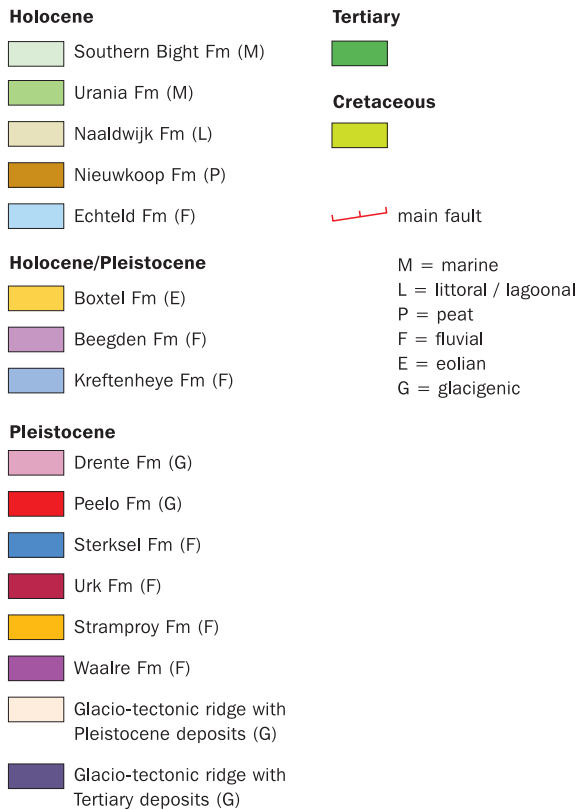 Holocene
Southern Bight Fm (M)
Urania Fm (M)
Naaldwijk Fm (L)
Nieuwkoop Fm (P)
Echteld Fm (F)
Holocene/Pleistocene
Boxtel Fm (E)
Beegden Fm (F)
Kreftenheye Fm (F)
Pleistocene
Drente Fm (G)
Peelo Fm (G)
Sterksel Fm (F)
Urk Fm (F)
Stramproy Fm (F)
Waalre Fm (F)
Glacio-tectonic ridge with
Pleistocene deposits (G)
Glacio-tectonic ridge with
Tertiary deposits (G)
Tertiary
Cretaceous
main fault
M = marine
L = littoral / lagoonal
P = peat
F = fluvial
E = eolian
G = glacigenic